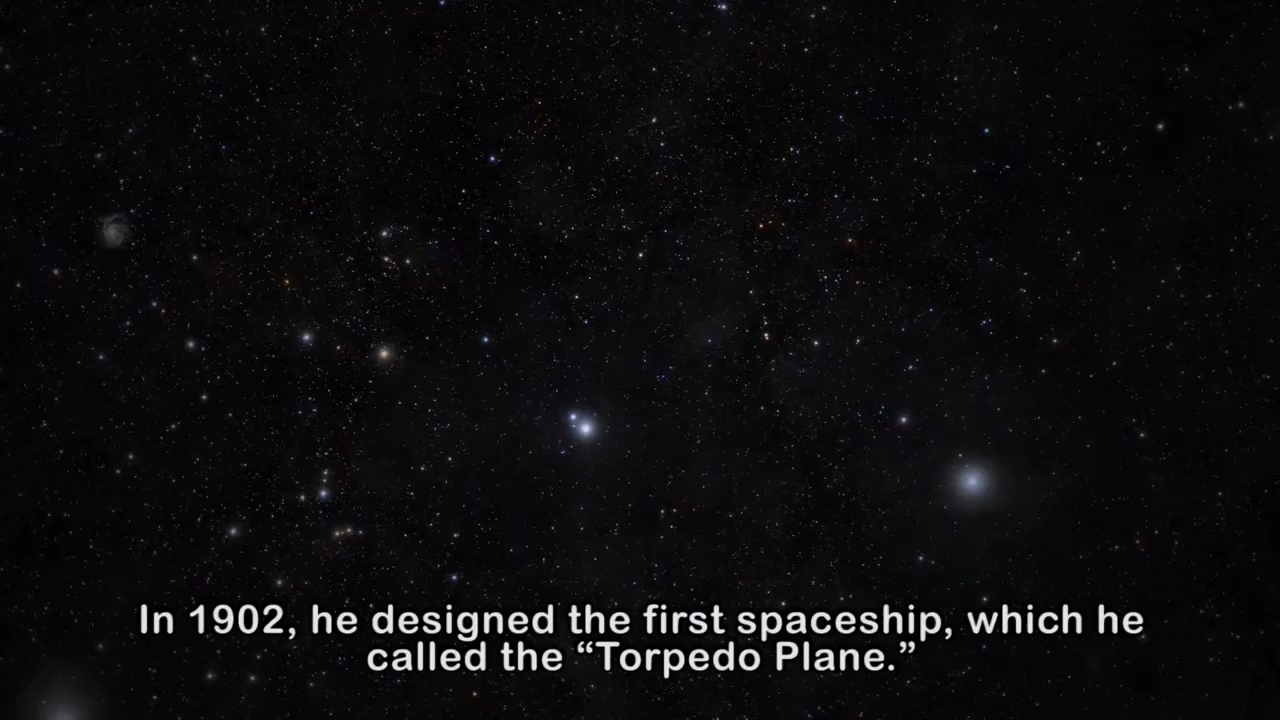 In 1902, he designed the first spaceship, which he
called the “Torpedo Plane.”